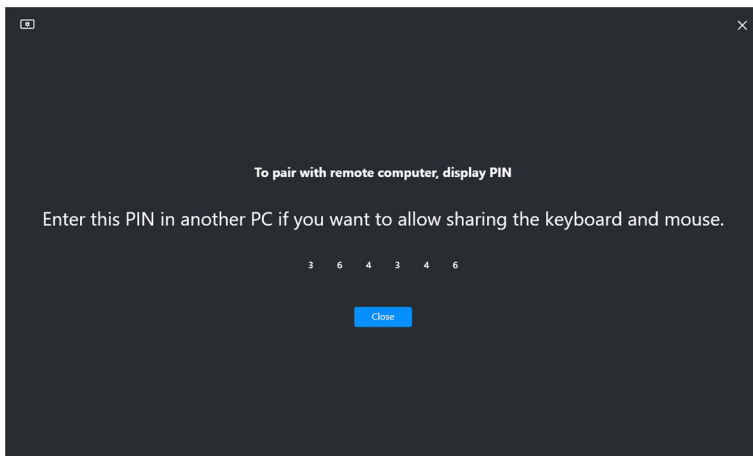 To pair with remote computer, display PIN
Enter this PIN in another PC if you want to allow sharing the keyboard and mouse.
3 6 4 3 4 6
Close